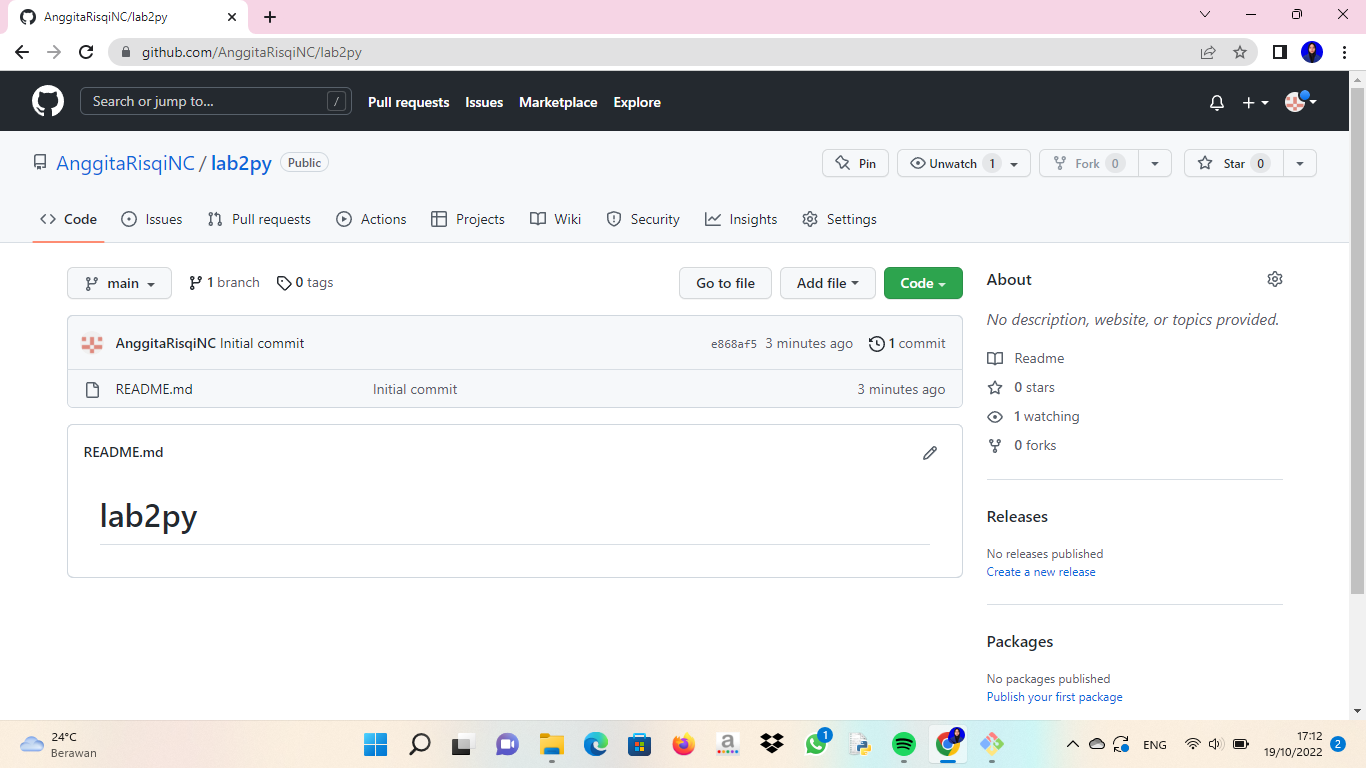 AnggitaRisqiNC/lab2py
github.com/AnggitaRisqiNC/lab2py
Search or jump to... /
Pull requests Issues Marketplace Explore
AnggitaRisqiNC / lab2py Public
Pin Unwatch 1 Fork 0 Star 0
Code Issues Pull requests Actions Projects Wiki Security Insights Settings
main 1 branch 0 tags Go to file Add file Code
AnggitaRisqiNC Initial commit e868af5 3 minutes ago 1 commit
README.md Initial commit 3 minutes ago
README.md
lab2py
About
No description, website, or topics provided.
Readme
0 stars
1 watching
0 forks
Releases
No releases published
Create a new release
Packages
No packages published
Publish your first package
24°C
Berawan
a
1
ENG
17:12
19/10/2022
2